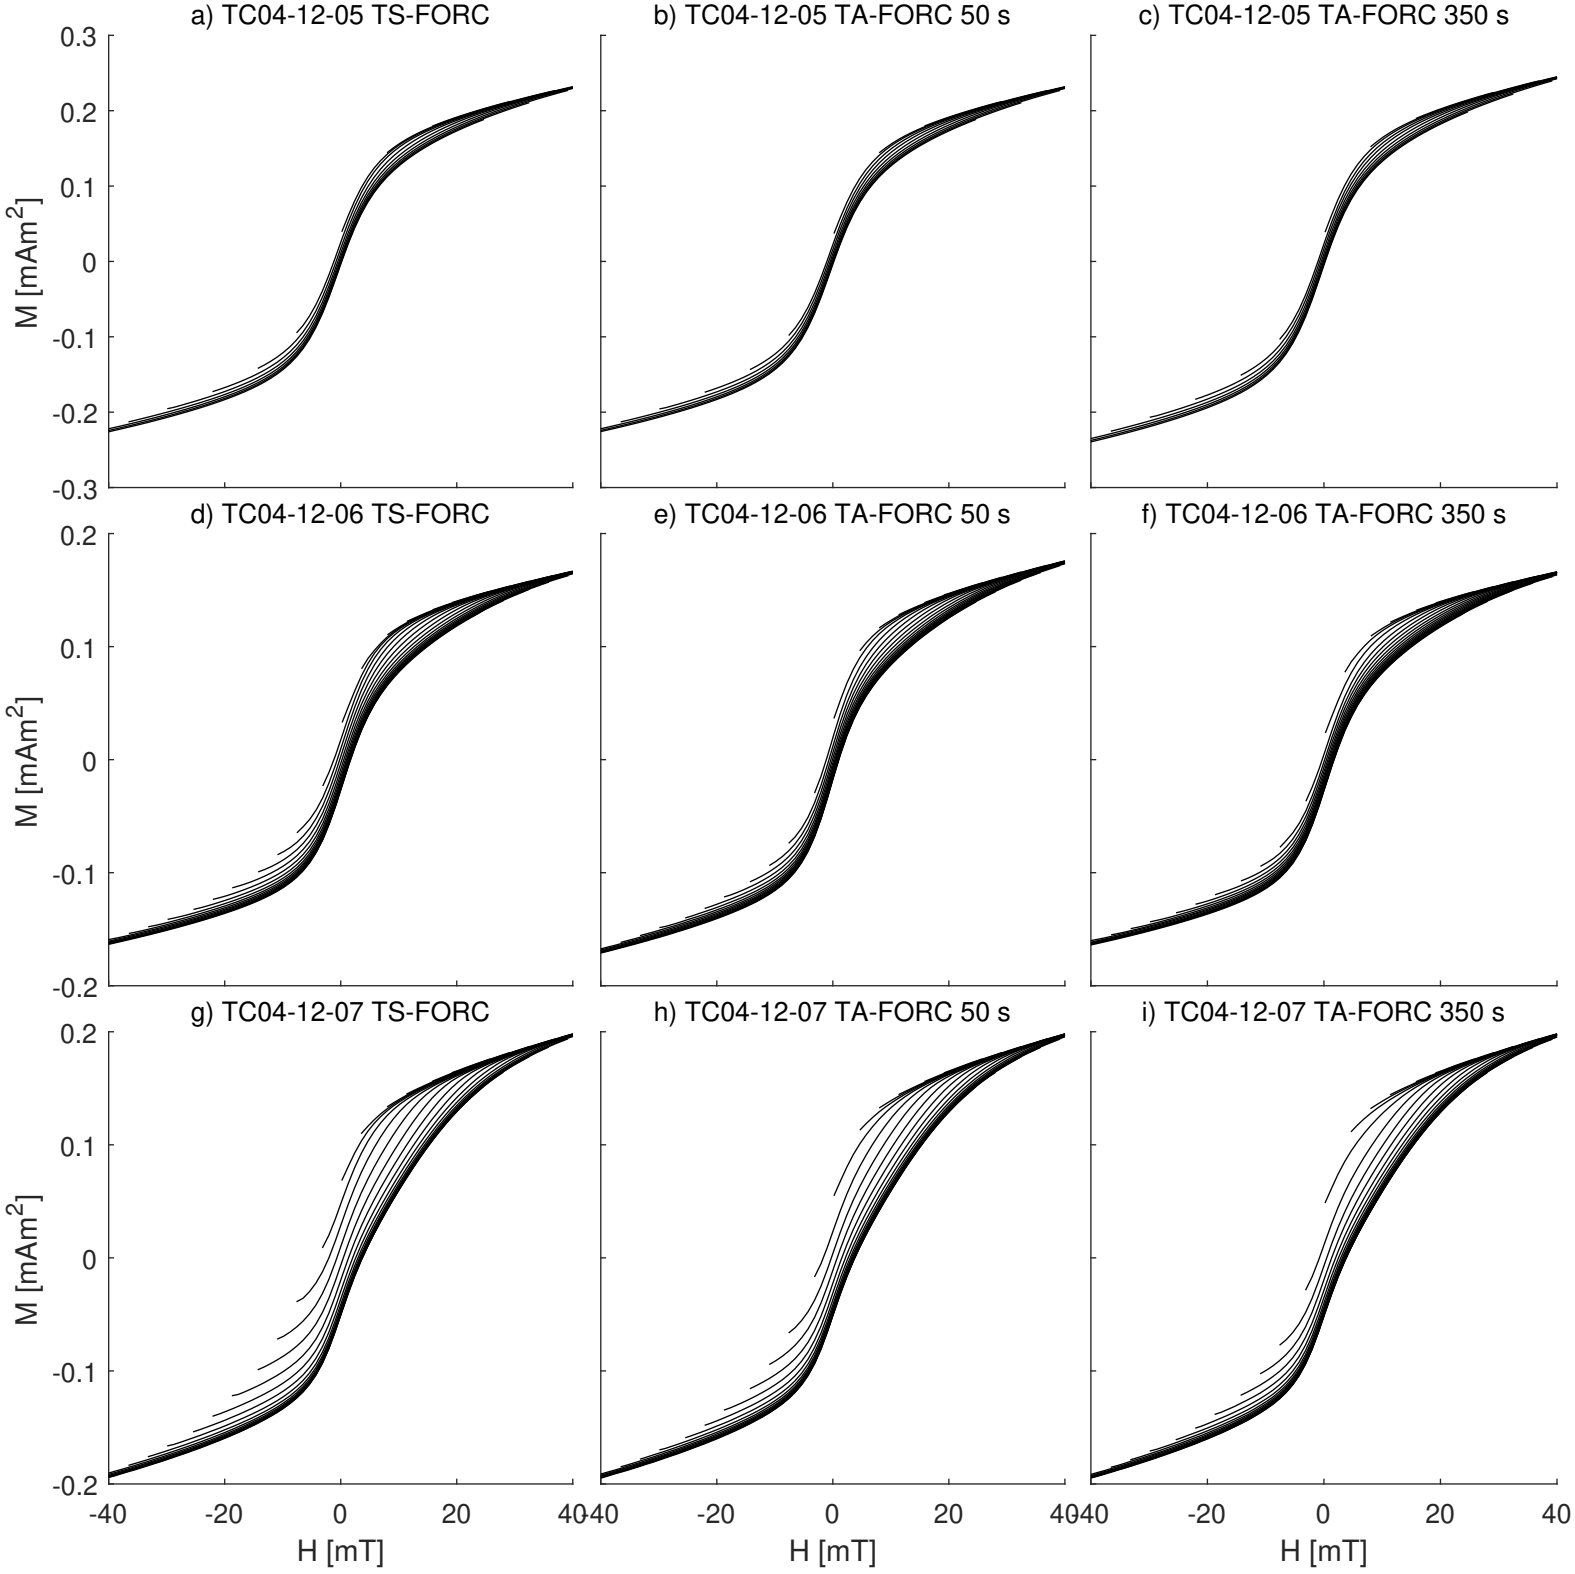 a) TC04-12-05 TS-FORC
b) TC04-12-05 TA-FORC 50 s
c) TC04-12-05 TA-FORC 350 s
0.3
0.2
0.1
0
-0.1
-0.2
-0.3
M [mAm²]
d) TC04-12-06 TS-FORC
e) TC04-12-06 TA-FORC 50 s
f) TC04-12-06 TA-FORC 350 s
0.2
0.1
0
-0.1
-0.2
M [mAm²]
g) TC04-12-07 TS-FORC
h) TC04-12-07 TA-FORC 50 s
i) TC04-12-07 TA-FORC 350 s
0.2
0.1
0
-0.1
-0.2
M [mAm²]
-40 -20 0 20 40
-40 -20 0 20 40
-40 -20 0 20 40
H [mT]
H [mT]
H [mT]